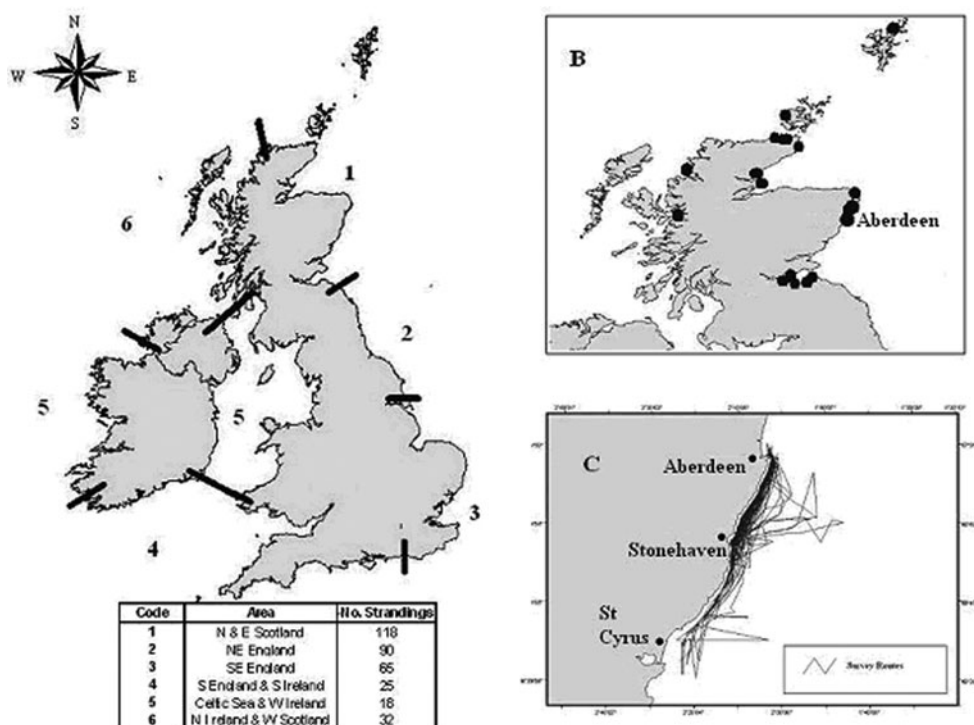 N
W E
S
1
6
2
5
5
3
4
Code Area No. Strandings
1 N & E Scotland 118
2 NE England 90
3 SE England 65
4 S England & S Ireland 25
5 Celtic Sea & W Ireland 18
6 N Ireland & W Scotland 32
B
Aberdeen
C
Aberdeen
Stonehaven
St
Cyrus
Survey Routes